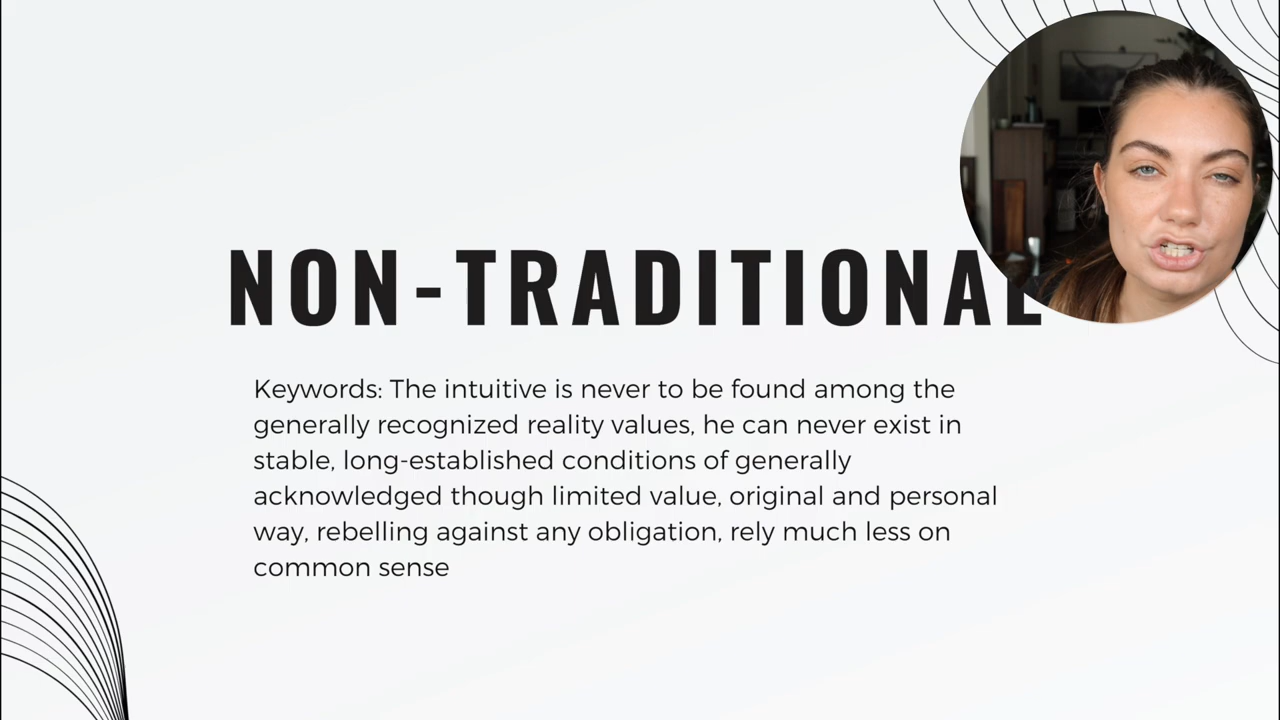 NON-TRADITIONAL
Keywords: The intuitive is never to be found among the
generally recognized reality values, he can never exist in
stable, long-established conditions of generally
acknowledged though limited value, original and personal
way, rebelling against any obligation, rely much less on
common sense